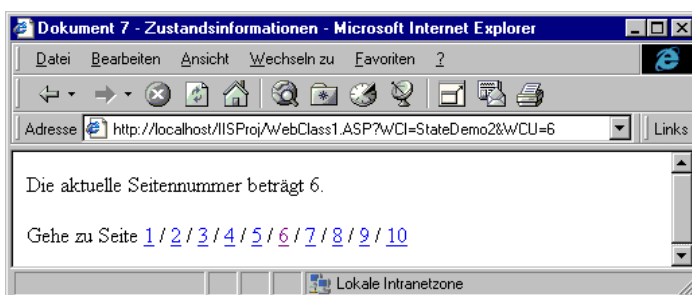 Dokument 7 - Zustandsinformationen - Microsoft Internet Explorer
Datei Bearbeiten Ansicht Wechseln zu Favoriten ?
Adresse http://localhost/IISProj/WebClass1.ASP?WCI=StateDemo2&WCU=6 Links
Die aktuelle Seitennummer beträgt 6.
Gehe zu Seite 1 / 2 / 3 / 4 / 5 / 6 / 7 / 8 / 9 / 10
Lokale Intranetzone